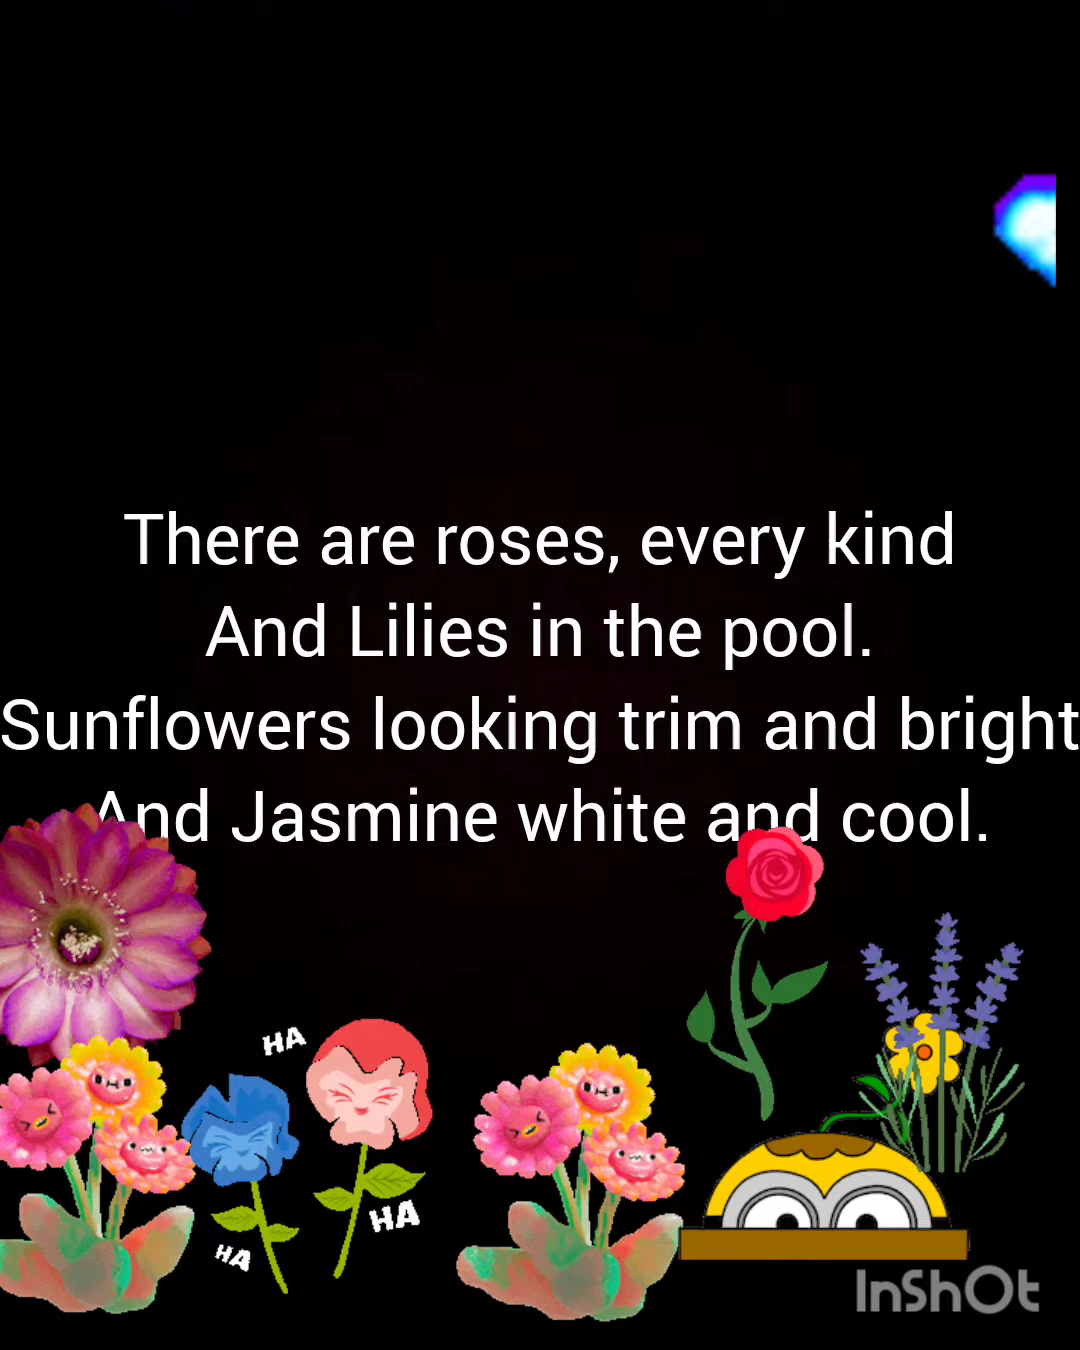 There are roses, every kind
And Lilies in the pool.
Sunflowers looking trim and bright
And Jasmine white and cool.
HA
HA
HA
InShOt